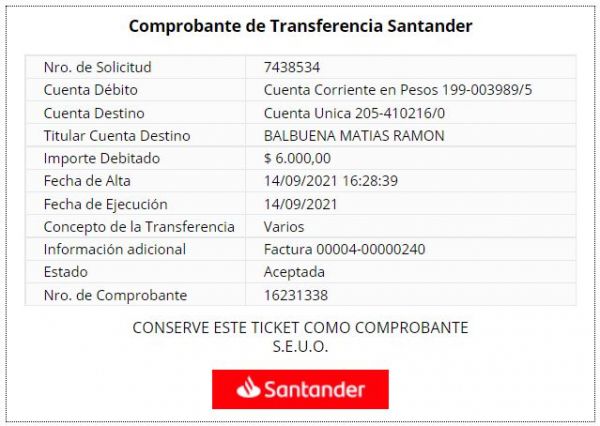 Comprobante de Transferencia Santander
Nro. de Solicitud 7438534
Cuenta Débito Cuenta Corriente en Pesos 199-003989/5
Cuenta Destino Cuenta Unica 205-410216/0
Titular Cuenta Destino BALBUENA MATIAS RAMON
Importe Debitado $ 6.000,00
Fecha de Alta 14/09/2021 16:28:39
Fecha de Ejecución 14/09/2021
Concepto de la Transferencia Varios
Información adicional Factura 00004-00000240
Estado Aceptada
Nro. de Comprobante 16231338
CONSERVE ESTE TICKET COMO COMPROBANTE
S.E.U.O.
Santander